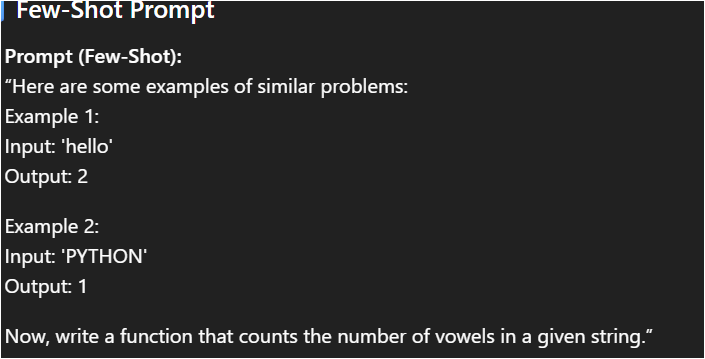 Few-Shot Prompt
Prompt (Few-Shot):
“Here are some examples of similar problems:
Example 1:
Input: 'hello'
Output: 2
Example 2:
Input: 'PYTHON'
Output: 1
Now, write a function that counts the number of vowels in a given string.”